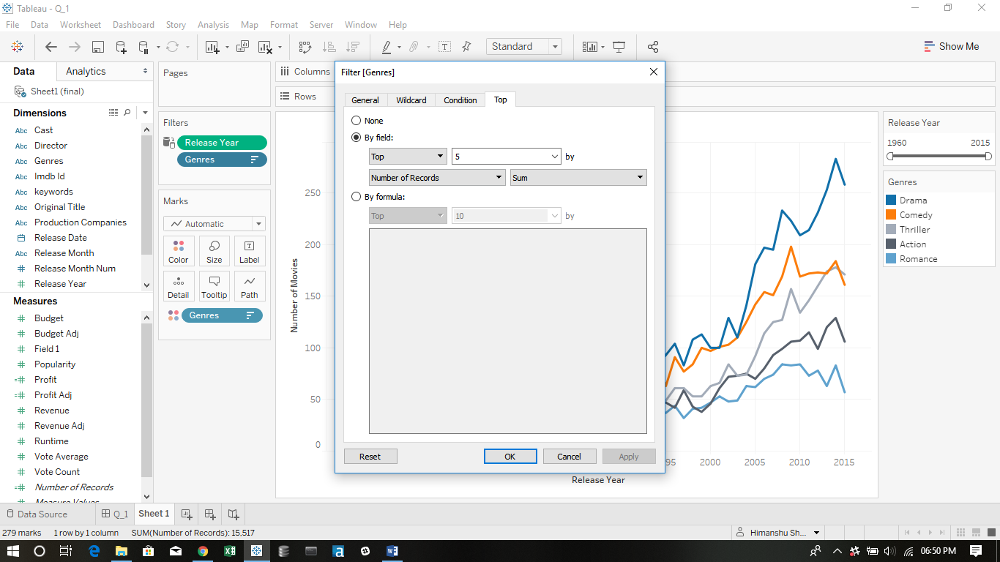 Tableau - Q_1
File Data Worksheet Dashboard Story Analysis Map Format Server Window Help
Standard
Show Me
Data
Analytics
Sheet1 (final)
Dimensions
Abc Cast
Abc Director
Abc Genres
Abc Imdb Id
Abc keywords
Abc Original Title
Abc Production Companies
Release Date
Abc Release Month
# Release Month Num
# Release Year
Measures
# Budget
# Budget Adj
# Field 1
# Popularity
=# Profit
=# Profit Adj
# Revenue
# Revenue Adj
# Runtime
# Vote Average
# Vote Count
=# Number of Records
# Measure Values
Pages
Filters
Release Year
Genres
Marks
Automatic
Color Size Label
Detail Tooltip Path
Genres
Columns
Rows
Filter [Genres]
General Wildcard Condition Top
None
By field:
Top 5 by
Number of Records Sum
By formula:
Top 10 by
Reset OK Cancel Apply
Number of Movies
250
200
150
100
50
0
95 2000 2005 2010 2015
Release Year
Release Year
1960 2015
Genres
Drama
Comedy
Thriller
Action
Romance
Data Source Q_1 Sheet 1
279 marks 1 row by 1 column SUM(Number of Records): 15,517
Himanshu Sh...
06:50 PM